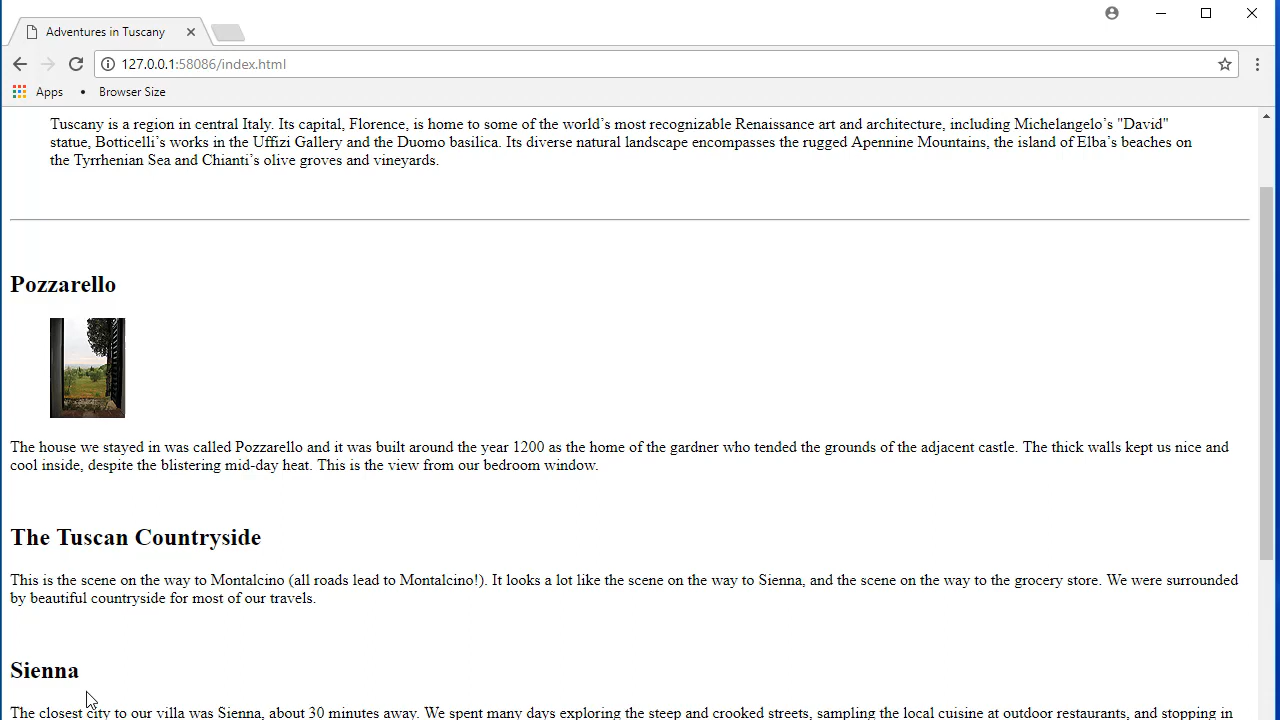 Adventures in Tuscany
127.0.0.1:58086/index.html
Apps
Browser Size
Tuscany is a region in central Italy. Its capital, Florence, is home to some of the world’s most recognizable Renaissance art and architecture, including Michelangelo’s "David"
statue, Botticelli’s works in the Uffizi Gallery and the Duomo basilica. Its diverse natural landscape encompasses the rugged Apennine Mountains, the island of Elba’s beaches on
the Tyrrhenian Sea and Chianti’s olive groves and vineyards.
Pozzarello
The house we stayed in was called Pozzarello and it was built around the year 1200 as the home of the gardner who tended the grounds of the adjacent castle. The thick walls kept us nice and
cool inside, despite the blistering mid-day heat. This is the view from our bedroom window.
The Tuscan Countryside
This is the scene on the way to Montalcino (all roads lead to Montalcino!). It looks a lot like the scene on the way to Sienna, and the scene on the way to the grocery store. We were surrounded
by beautiful countryside for most of our travels.
Sienna
The closest city to our villa was Sienna, about 30 minutes away. We spent many days exploring the steep and crooked streets, sampling the local cuisine at outdoor restaurants, and stopping in